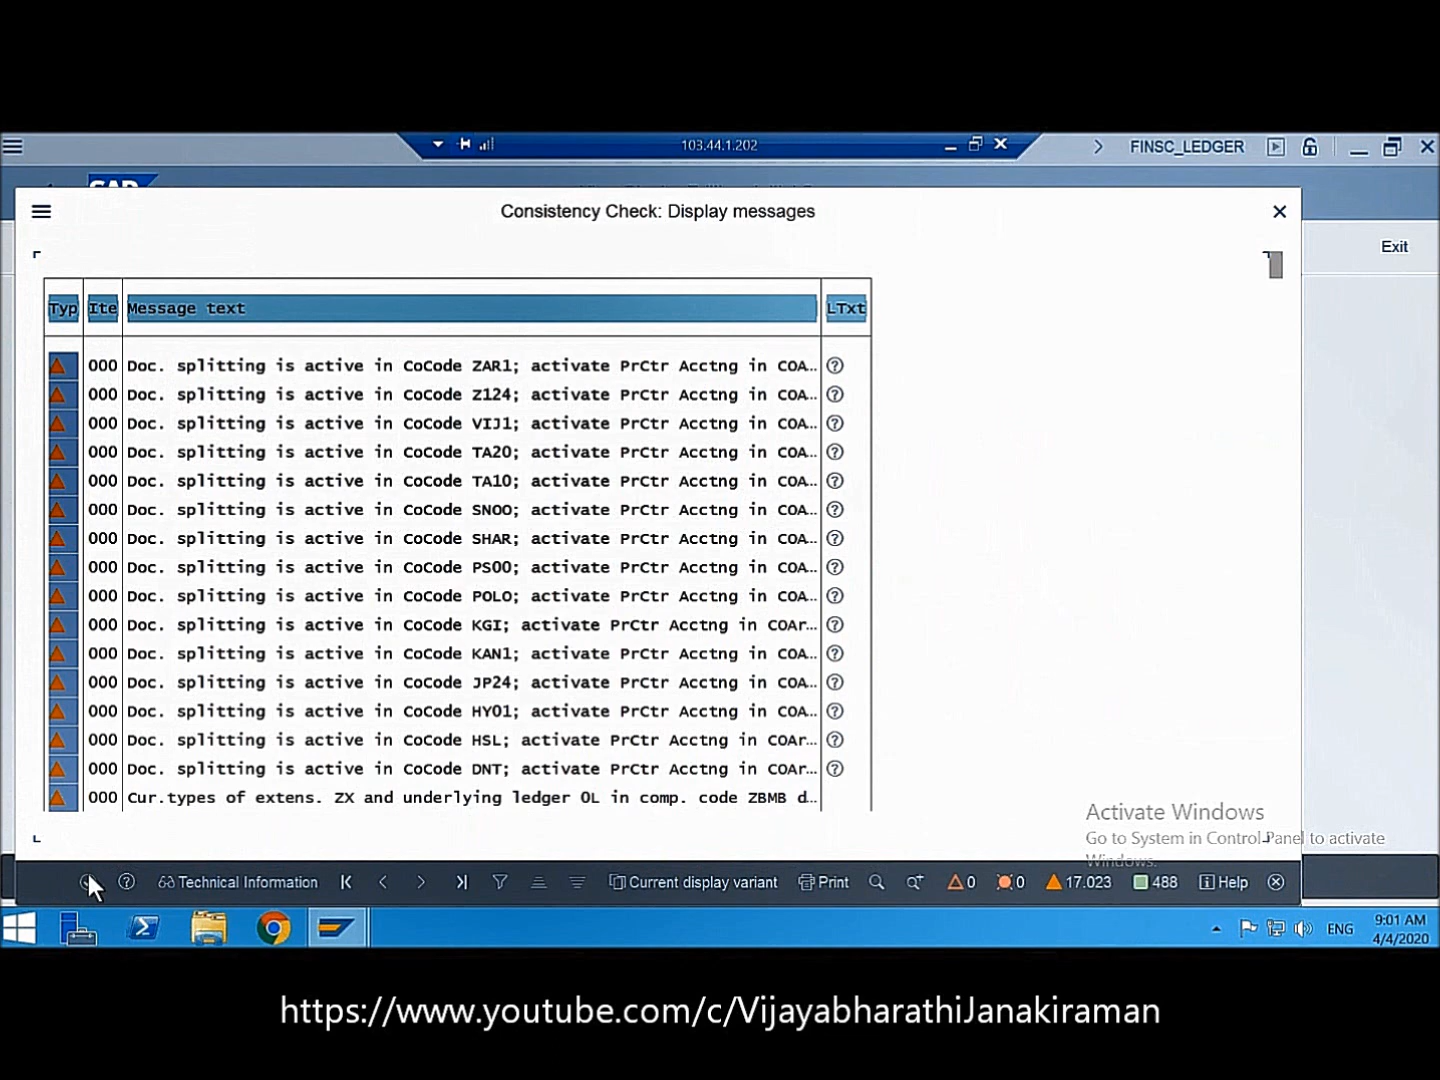 103.44.1.202
FINSC_LEDGER
SAP
Consistency Check: Display messages
Exit
Typ Ite Message text LTxt
000 Doc. splitting is active in CoCode ZAR1; activate PrCtr Acctng in COA…
000 Doc. splitting is active in CoCode Z124; activate PrCtr Acctng in COA…
000 Doc. splitting is active in CoCode VIJ1; activate PrCtr Acctng in COA…
000 Doc. splitting is active in CoCode TA20; activate PrCtr Acctng in COA…
000 Doc. splitting is active in CoCode TA10; activate PrCtr Acctng in COA…
000 Doc. splitting is active in CoCode SN00; activate PrCtr Acctng in COA…
000 Doc. splitting is active in CoCode SHAR; activate PrCtr Acctng in COA…
000 Doc. splitting is active in CoCode PS00; activate PrCtr Acctng in COA…
000 Doc. splitting is active in CoCode POLO; activate PrCtr Acctng in COA…
000 Doc. splitting is active in CoCode KGI; activate PrCtr Acctng in COAr…
000 Doc. splitting is active in CoCode KAN1; activate PrCtr Acctng in COA…
000 Doc. splitting is active in CoCode JP24; activate PrCtr Acctng in COA…
000 Doc. splitting is active in CoCode HY01; activate PrCtr Acctng in COA…
000 Doc. splitting is active in CoCode HSL; activate PrCtr Acctng in COAr…
000 Doc. splitting is active in CoCode DNT; activate PrCtr Acctng in COAr…
000 Cur.types of extens. ZX and underlying ledger 0L in comp. code ZBMB d…
Activate Windows
Go to System in Control Panel to activate
Windows.
Technical Information Current display variant Print 0 0 17.023 488 Help
ENG
9:01 AM
4/4/2020
https://www.youtube.com/c/VijayabharathiJanakiraman